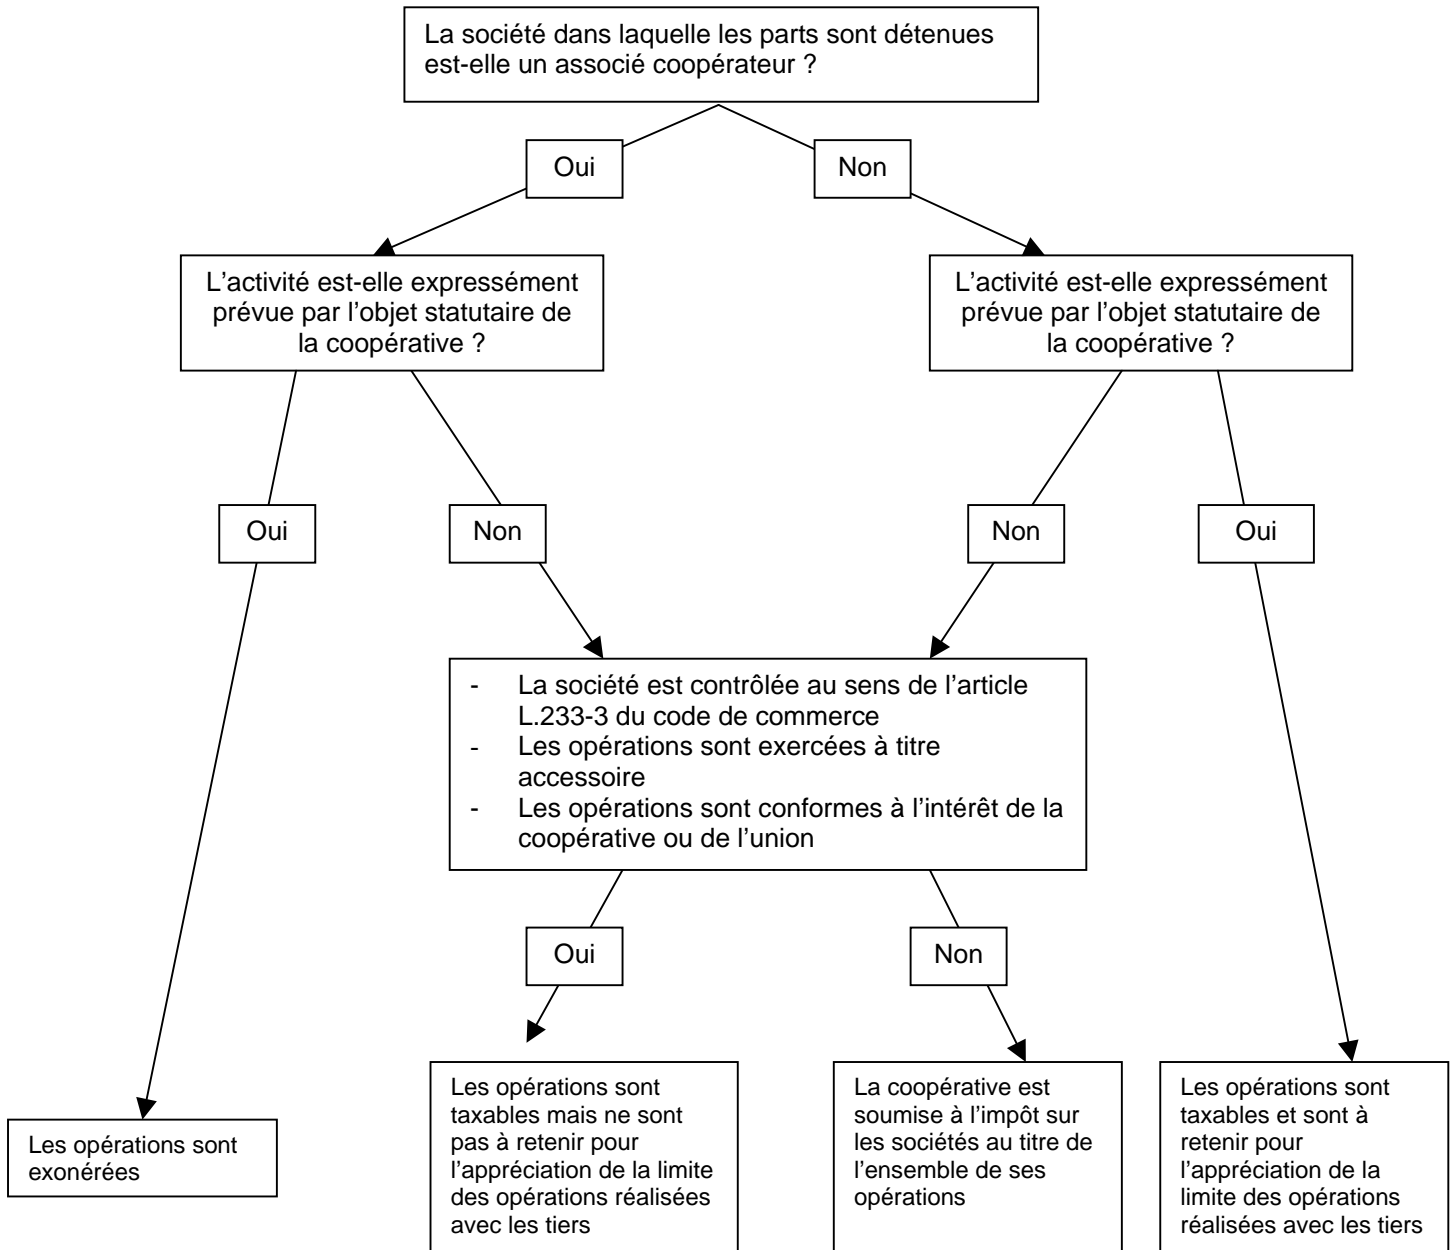 La société dans laquelle les parts sont détenues
est-elle un associé coopérateur ?
Oui
Non
L’activité est-elle expressément
prévue par l’objet statutaire de
la coopérative ?
L’activité est-elle expressément
prévue par l’objet statutaire de
la coopérative ?
Oui
Non
Non
Oui
- La société est contrôlée au sens de l’article
L.233-3 du code de commerce
- Les opérations sont exercées à titre
accessoire
- Les opérations sont conformes à l’intérêt de la
coopérative ou de l’union
Oui
Non
Les opérations sont
exonérées
Les opérations sont
taxables mais ne sont
pas à retenir pour
l’appréciation de la limite
des opérations réalisées
avec les tiers
La coopérative est
soumise à l’impôt sur
les sociétés au titre de
l’ensemble de ses
opérations
Les opérations sont
taxables et sont à
retenir pour
l’appréciation de la
limite des opérations
réalisées avec les tiers